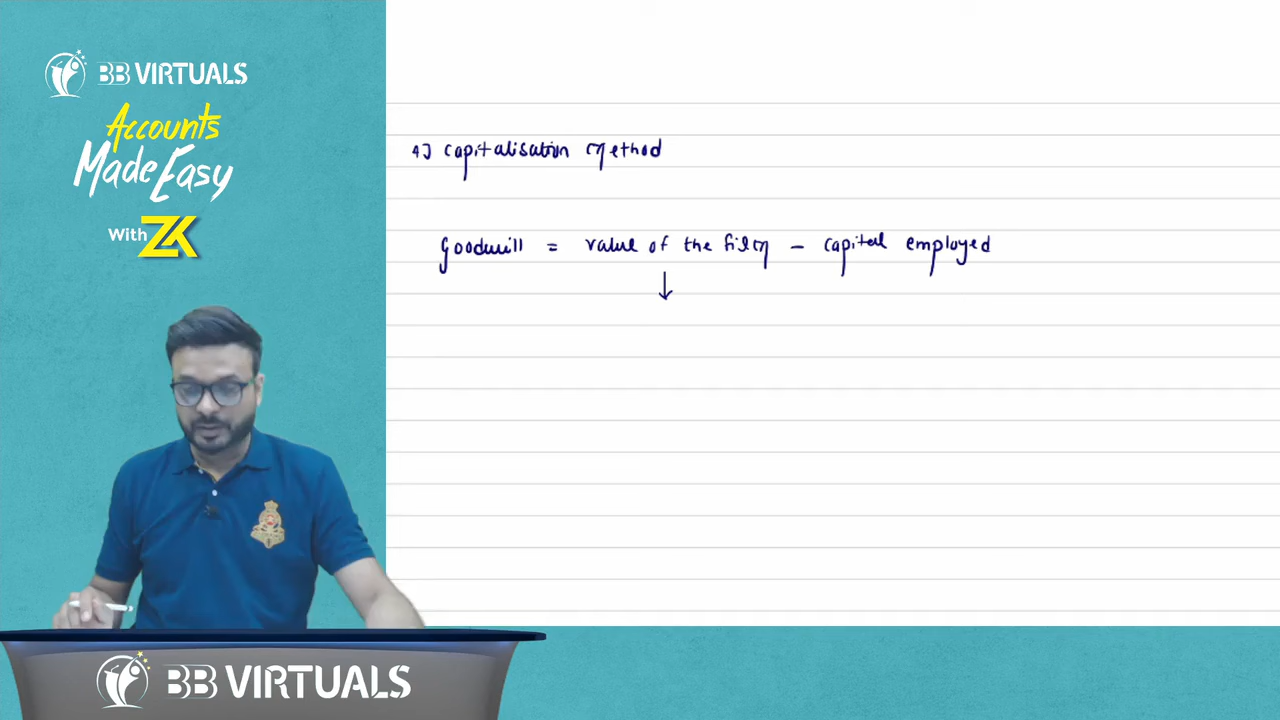 BB VIRTUALS
Accounts
Made Easy
With ZK
4] Capitalisation Method
Goodwill = value of the firm - capital employed
BB VIRTUALS